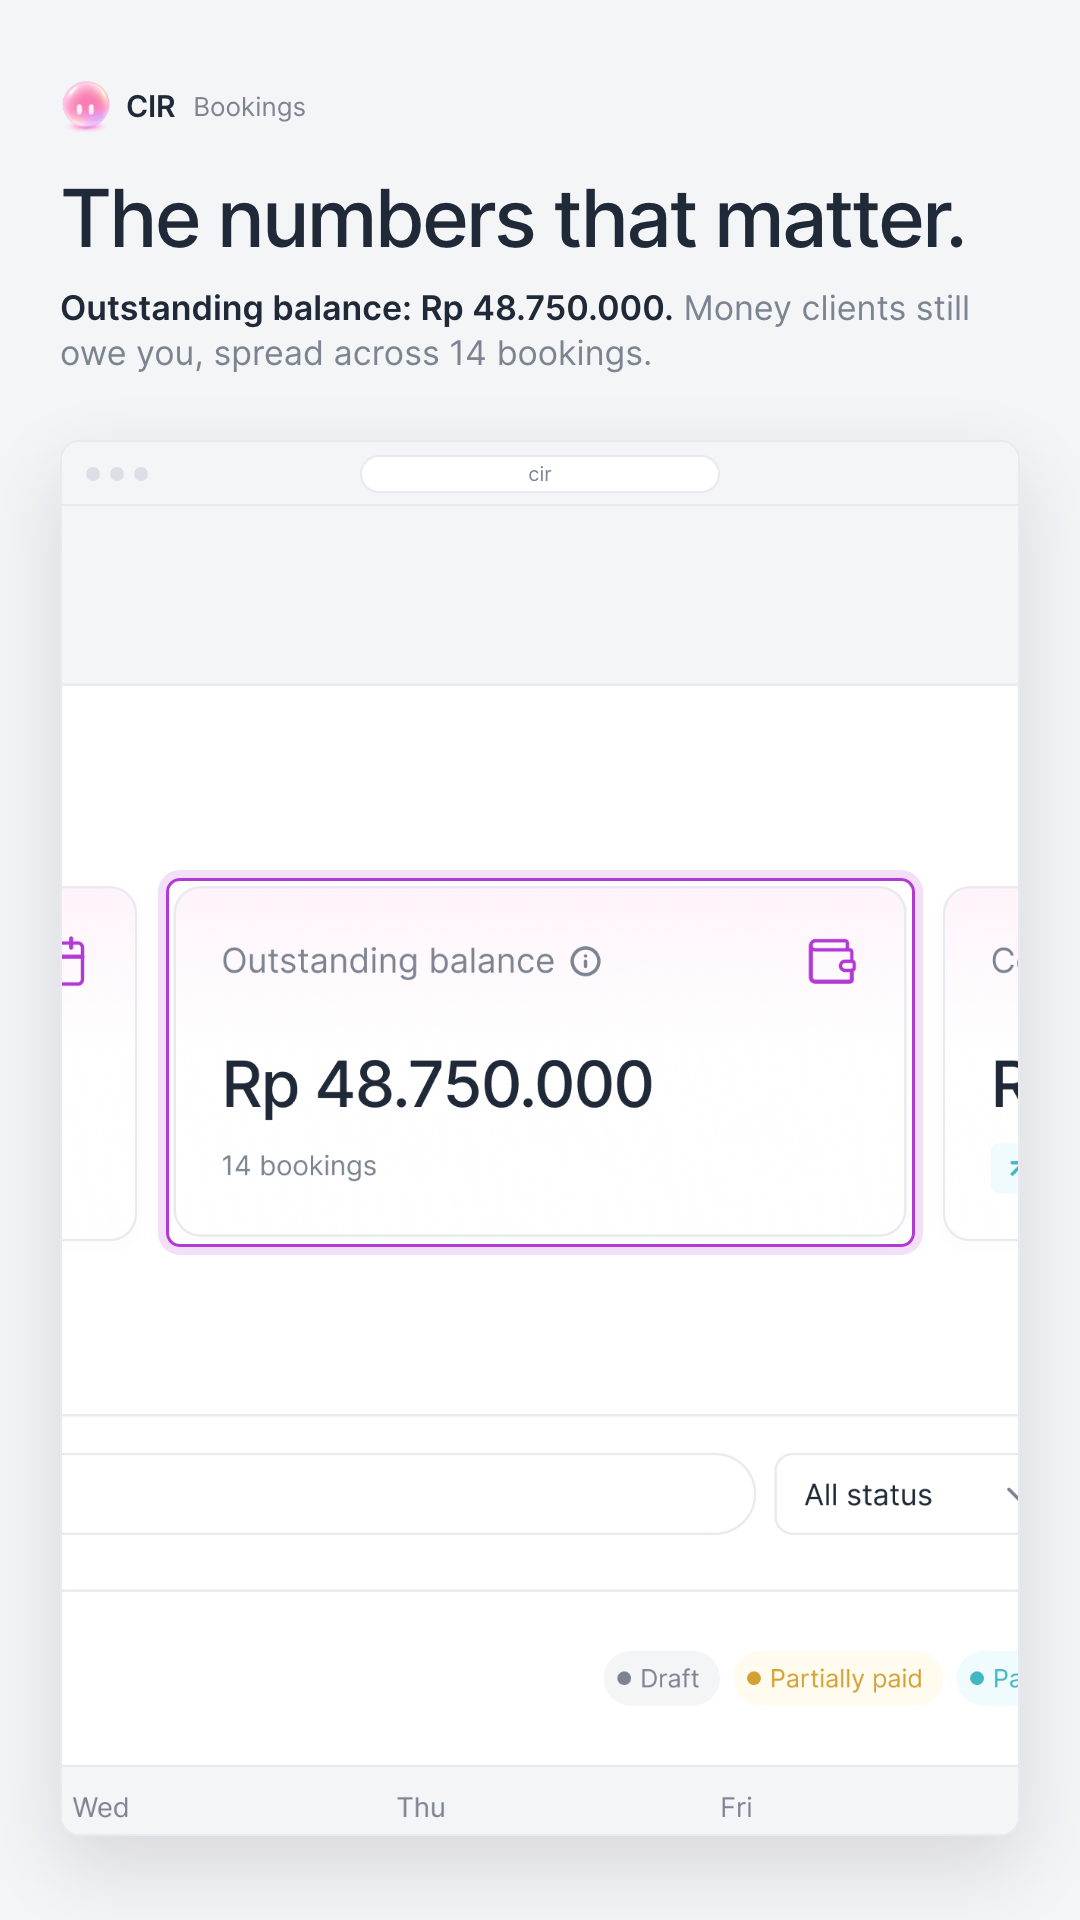 CIR Bookings
The numbers that matter.
Outstanding balance: Rp 48.750.000. Money clients still
owe you, spread across 14 bookings.
cir
Outstanding balance
Rp 48.750.000
14 bookings
All status
Draft
Partially paid
Wed
Thu
Fri